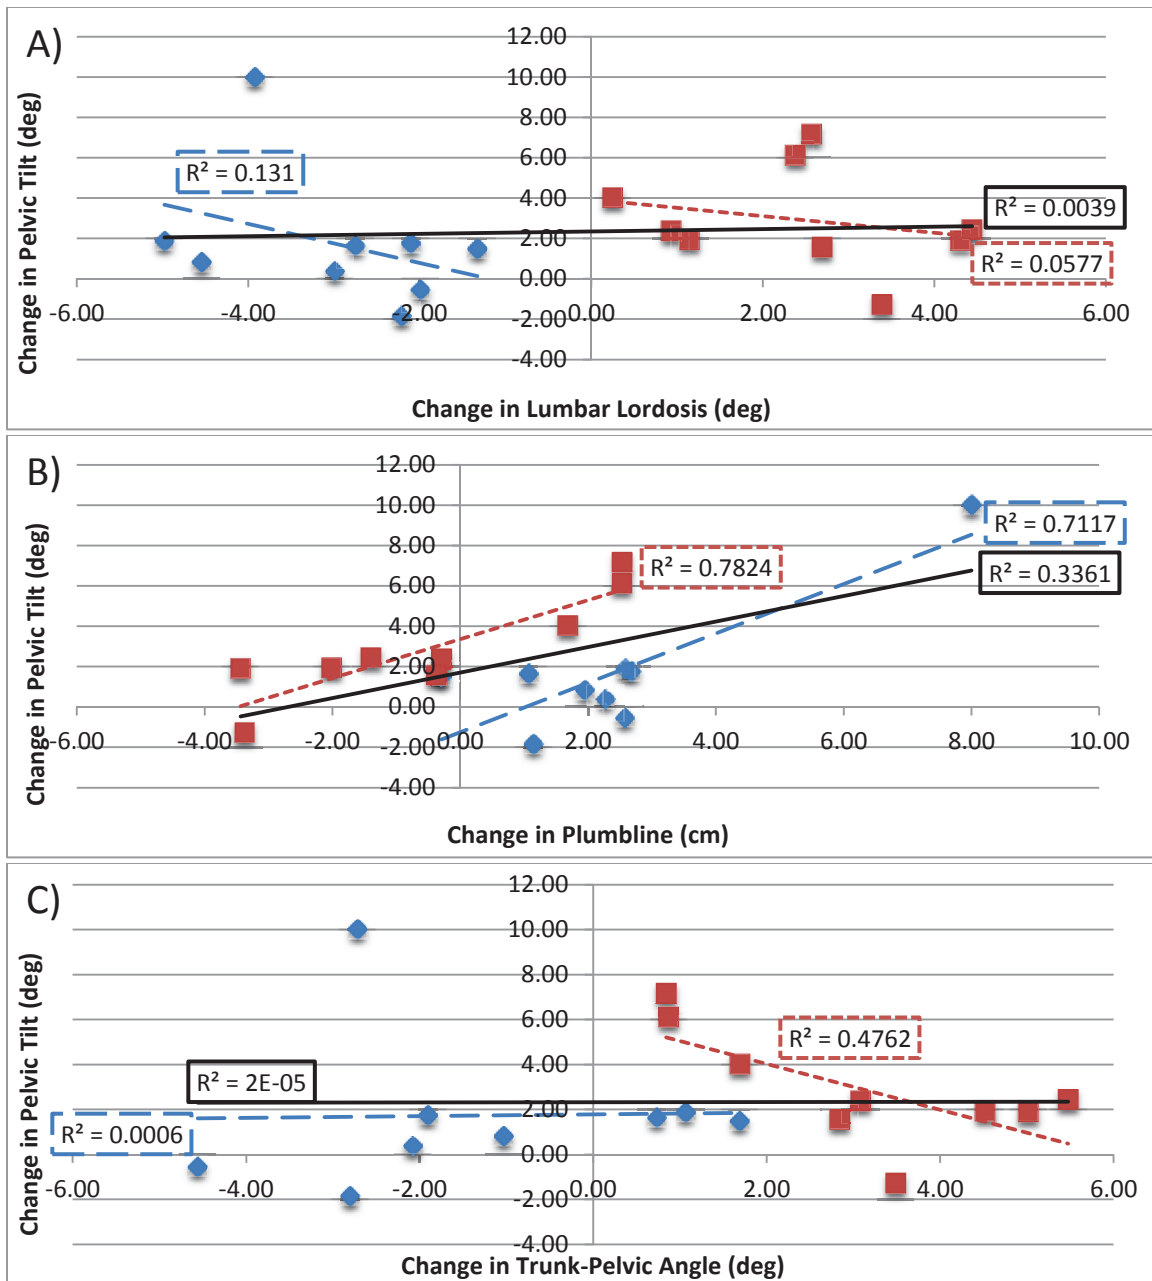 A)
12.00
10.00
8.00
6.00
4.00
2.00
0.00
-2.00
-4.00
-6.00
-4.00
-2.00
0.00
2.00
4.00
6.00
R² = 0.131
R² = 0.0039
R² = 0.0577
Change in Pelvic Tilt (deg)
Change in Lumbar Lordosis (deg)
B)
12.00
10.00
8.00
6.00
4.00
2.00
0.00
-2.00
-4.00
-6.00
-4.00
-2.00
0.00
2.00
4.00
6.00
8.00
10.00
R² = 0.7117
R² = 0.7824
R² = 0.3361
Change in Pelvic Tilt (deg)
Change in Plumbline (cm)
C)
12.00
10.00
8.00
6.00
4.00
2.00
0.00
-2.00
-4.00
-6.00
-4.00
-2.00
0.00
2.00
4.00
6.00
R² = 0.4762
R² = 2E-05
R² = 0.0006
Change in Pelvic Tilt (deg)
Change in Trunk-Pelvic Angle (deg)